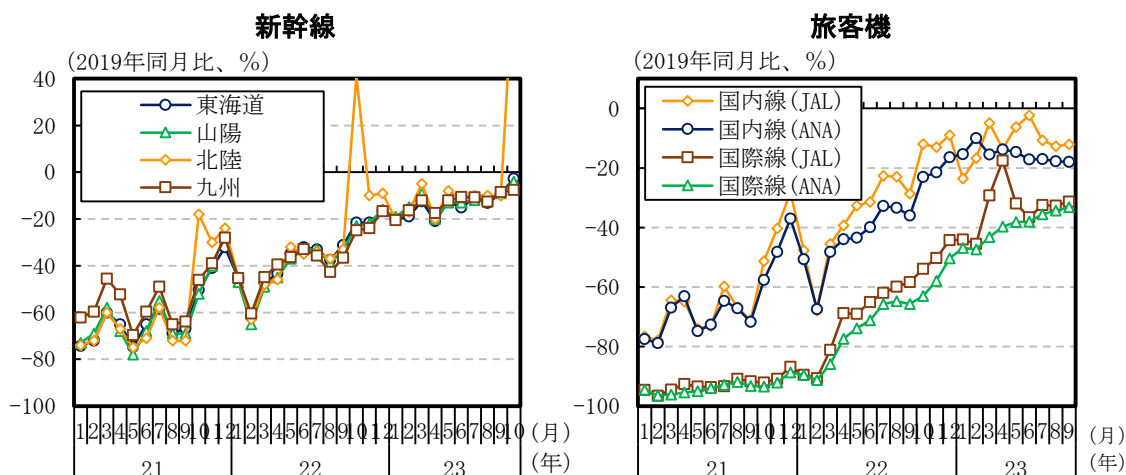 新幹線
(2019年同月比、%)
40
20
0
-20
-40
-60
-80
-100
東海道
山陽
北陸
九州
1 2 3 4 5 6 7 8 9 10 11 12 1 2 3 4 5 6 7 8 9 10 11 12 1 2 3 4 5 6 7 8 9 10 (月)
21 22 23 (年)
旅客機
(2019年同月比、%)
0
-20
-40
-60
-80
-100
国内線(JAL)
国内線(ANA)
国際線(JAL)
国際線(ANA)
1 2 3 4 5 6 7 8 9 10 11 12 1 2 3 4 5 6 7 8 9 10 11 12 1 2 3 4 5 6 7 8 9 (月)
21 22 23 (年)